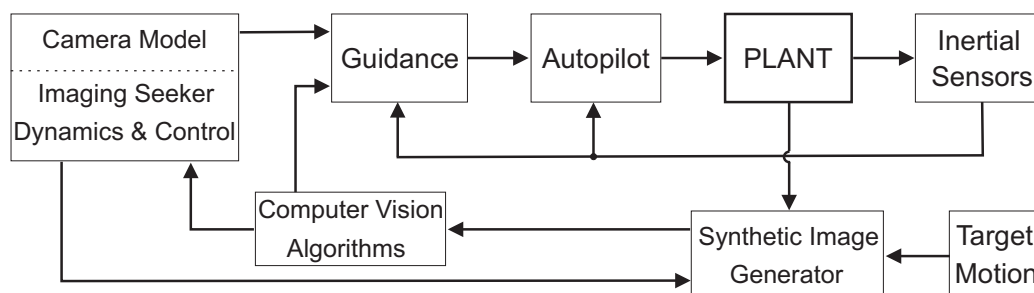 Camera Model
Imaging Seeker
Dynamics & Control
Guidance
Autopilot
PLANT
Inertial
Sensors
Computer Vision
Algorithms
Synthetic Image
Generator
Target
Motion